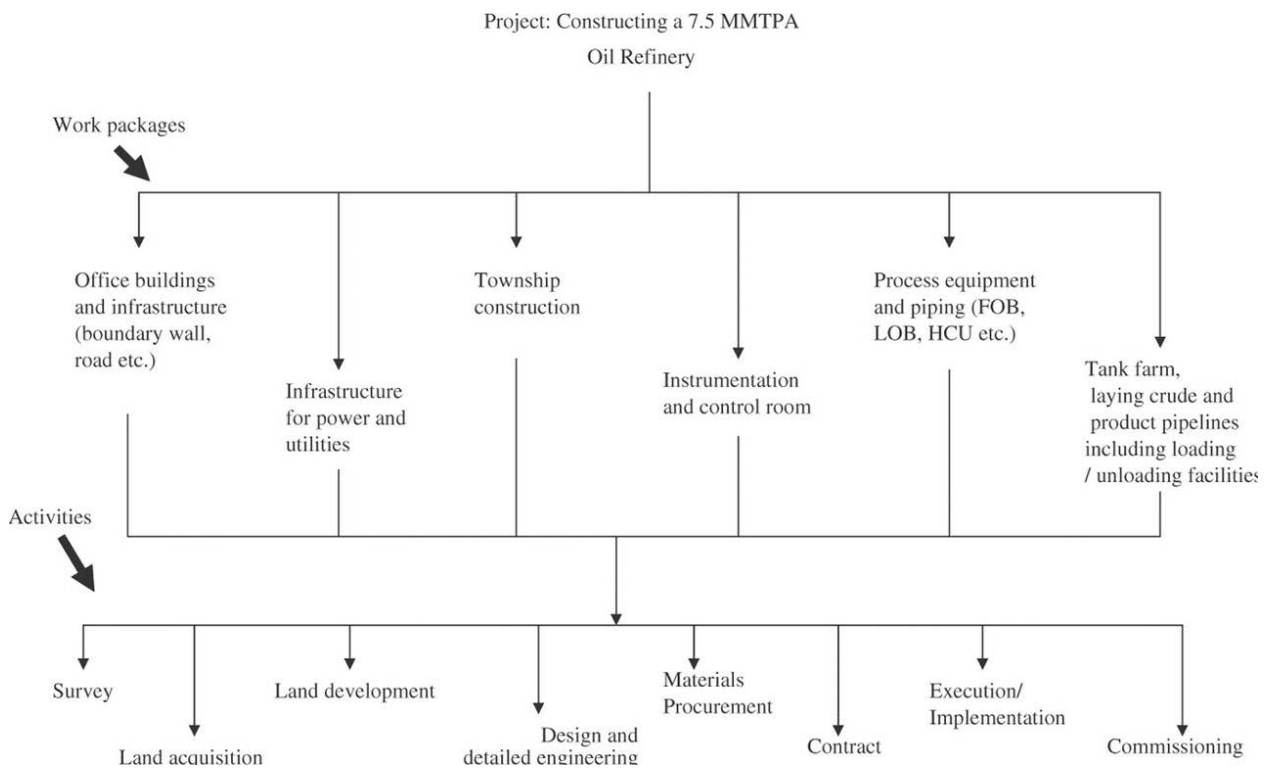 Project: Constructing a 7.5 MMTPA
Oil Refinery
Work packages
Office buildings
and infrastructure
(boundary wall,
road etc.)
Infrastructure
for power and
utilities
Township
construction
Instrumentation
and control room
Process equipment
and piping (FOB,
LOB, HCU etc.)
Tank farm,
laying crude and
product pipelines
including loading
/ unloading facilities
Activities
Survey
Land acquisition
Land development
Design and
detailed engineering
Materials
Procurement
Contract
Execution/
Implementation
Commissioning